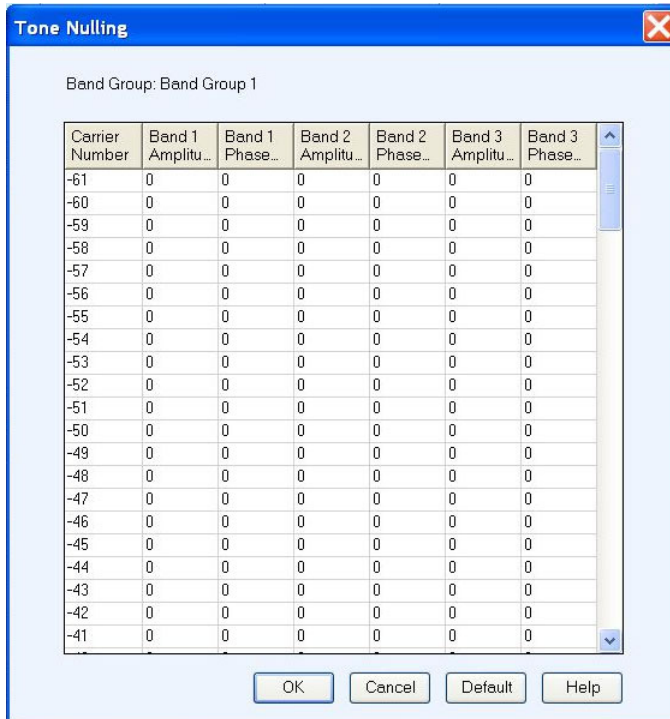 Tone Nulling
Band Group: Band Group 1
Carrier Number Band 1 Amplitu... Band 1 Phase... Band 2 Amplitu... Band 2 Phase... Band 3 Amplitu... Band 3 Phase...
-61 0 0 0 0 0 0
-60 0 0 0 0 0 0
-59 0 0 0 0 0 0
-58 0 0 0 0 0 0
-57 0 0 0 0 0 0
-56 0 0 0 0 0 0
-55 0 0 0 0 0 0
-54 0 0 0 0 0 0
-53 0 0 0 0 0 0
-52 0 0 0 0 0 0
-51 0 0 0 0 0 0
-50 0 0 0 0 0 0
-49 0 0 0 0 0 0
-48 0 0 0 0 0 0
-47 0 0 0 0 0 0
-46 0 0 0 0 0 0
-45 0 0 0 0 0 0
-44 0 0 0 0 0 0
-43 0 0 0 0 0 0
-42 0 0 0 0 0 0
-41 0 0 0 0 0 0
OK Cancel Default Help